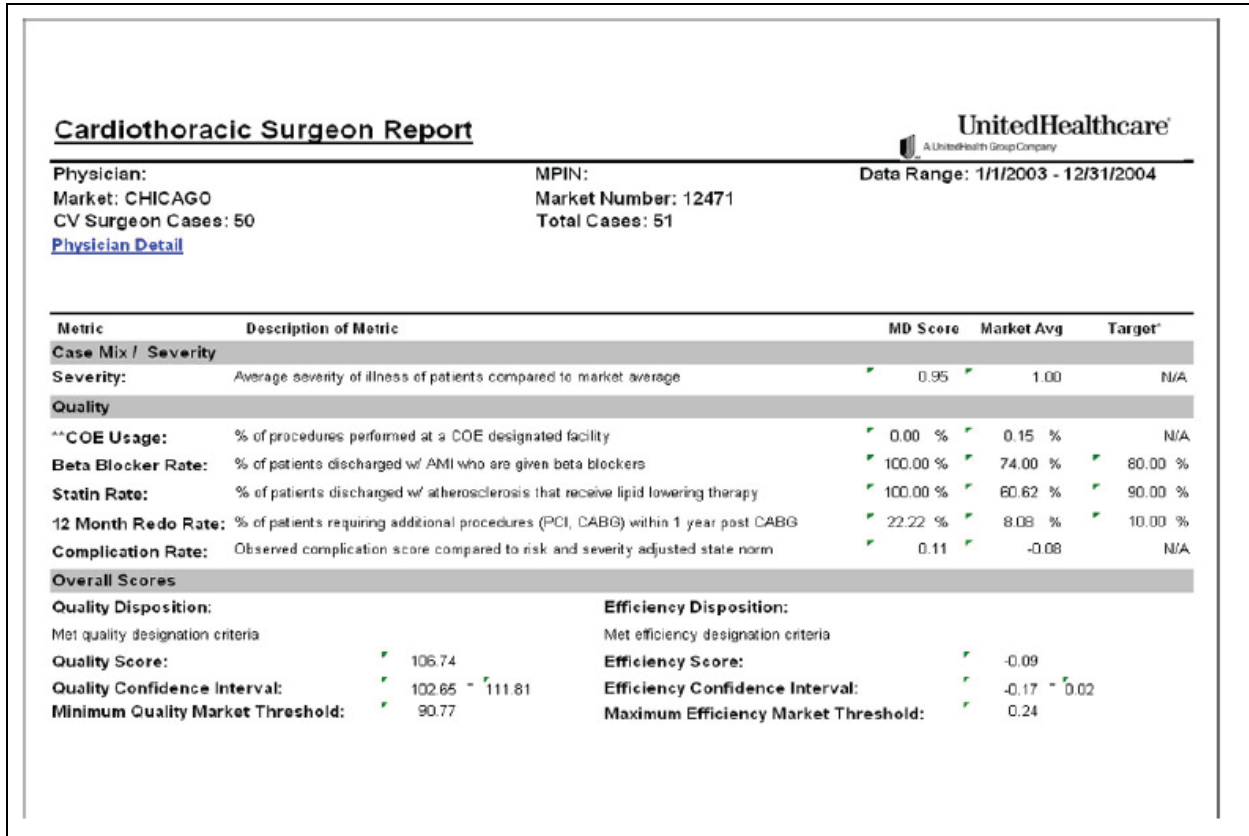 Cardiothoracic Surgeon Report
UnitedHealthcare
A UnitedHealth Group Company
Physician: MPIN: Data Range: 1/1/2003 - 12/31/2004
Market: CHICAGO Market Number: 12471
CV Surgeon Cases: 50 Total Cases: 51
Physician Detail
Metric Description of Metric MD Score Market Avg Target*
Case Mix / Severity
Severity: Average severity of illness of patients compared to market average 0.95 1.00 N/A
Quality
**COE Usage: % of procedures performed at a COE designated facility 0.00 % 0.15 % N/A
Beta Blocker Rate: % of patients discharged w/ AMI who are given beta blockers 100.00 % 74.00 % 80.00 %
Statin Rate: % of patients discharged w/ atherosclerosis that receive lipid lowering therapy 100.00 % 60.62 % 90.00 %
12 Month Redo Rate: % of patients requiring additional procedures (PCI, CABG) within 1 year post CABG 22.22 % 8.08 % 10.00 %
Complication Rate: Observed complication score compared to risk and severity adjusted state norm 0.11 -0.08 N/A
Overall Scores
Quality Disposition: Efficiency Disposition:
Met quality designation criteria Met efficiency designation criteria
Quality Score: 106.74 Efficiency Score: -0.09
Quality Confidence Interval: 102.65 - 111.81 Efficiency Confidence Interval: -0.17 - 0.02
Minimum Quality Market Threshold: 90.77 Maximum Efficiency Market Threshold: 0.24